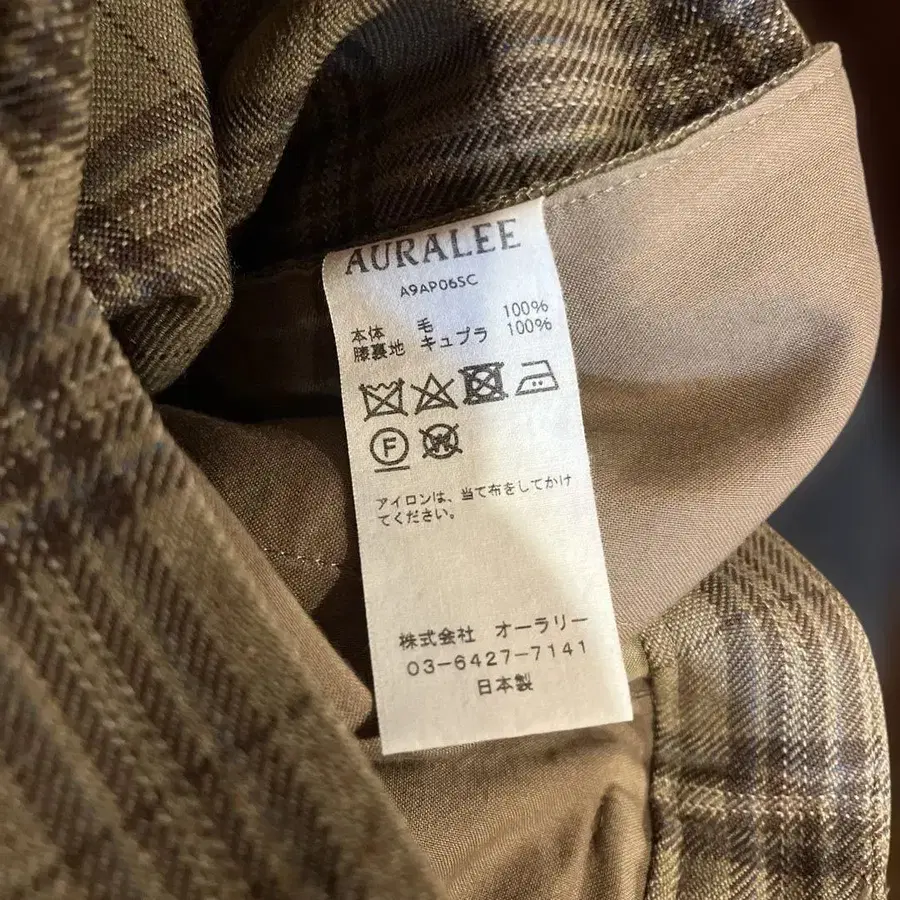 AURALEE
A9AP06SC
本体 毛 100%
膝裏地 キュプラ 100%
F W
アイロンは、当て布をしてかけ
てください。
株式会社 オーラリー
03-6427-7141
日本製